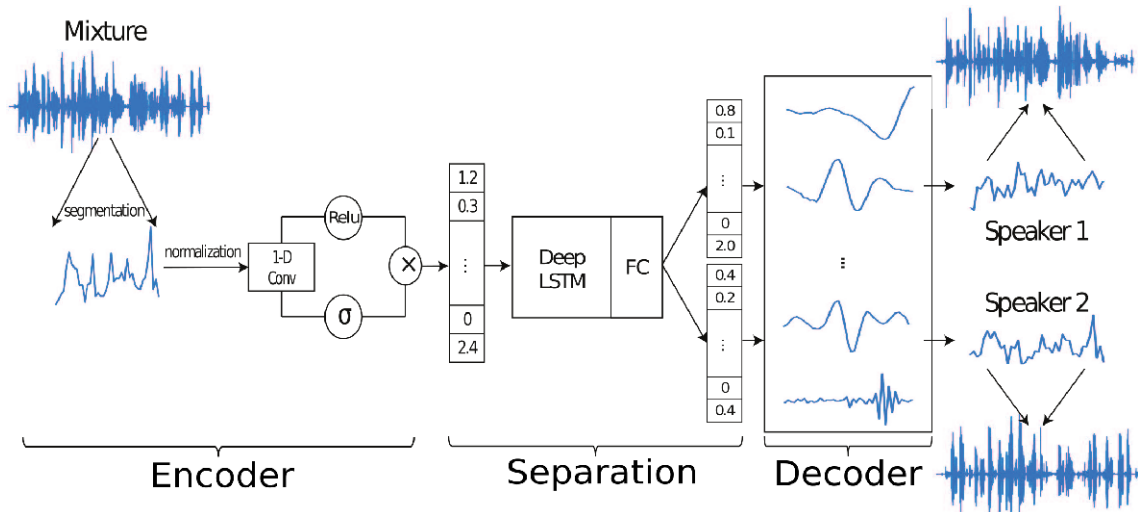 Mixture
segmentation
normalization
1-D
Conv
Relu
σ
×
1.2
0.3
⋮
0
2.4
Deep
LSTM
FC
0.8
0.1
⋮
0
2.0
0.4
0.2
⋮
0
0.4
...
Speaker 1
Speaker 2
Encoder
Separation
Decoder